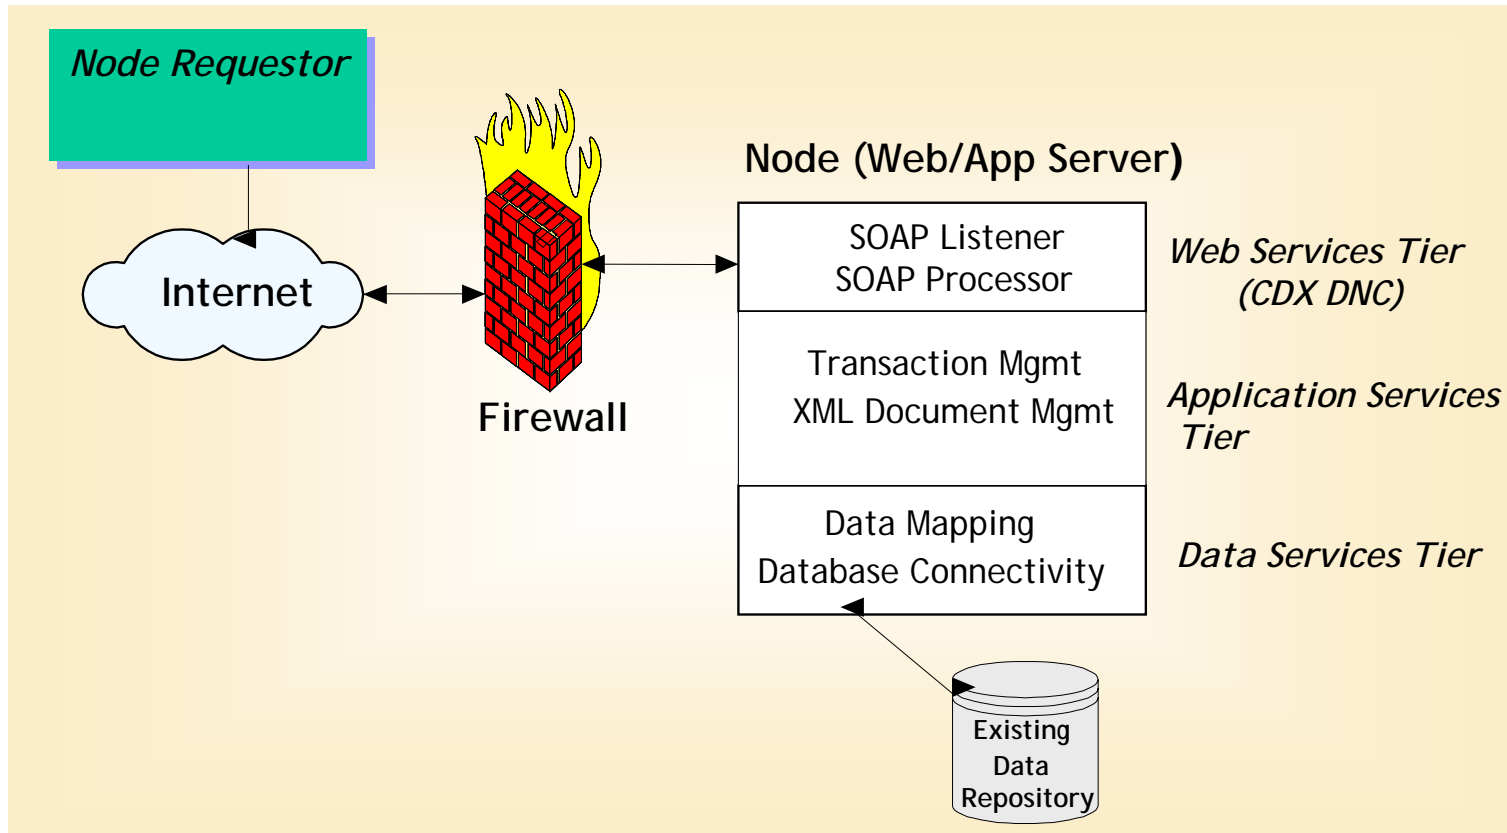 Node Requestor
Internet
Firewall
Node (Web/App Server)
SOAP Listener
SOAP Processor
Web Services Tier
(CDX DNC)
Transaction Mgmt
XML Document Mgmt
Application Services
Tier
Data Mapping
Database Connectivity
Data Services Tier
Existing
Data
Repository